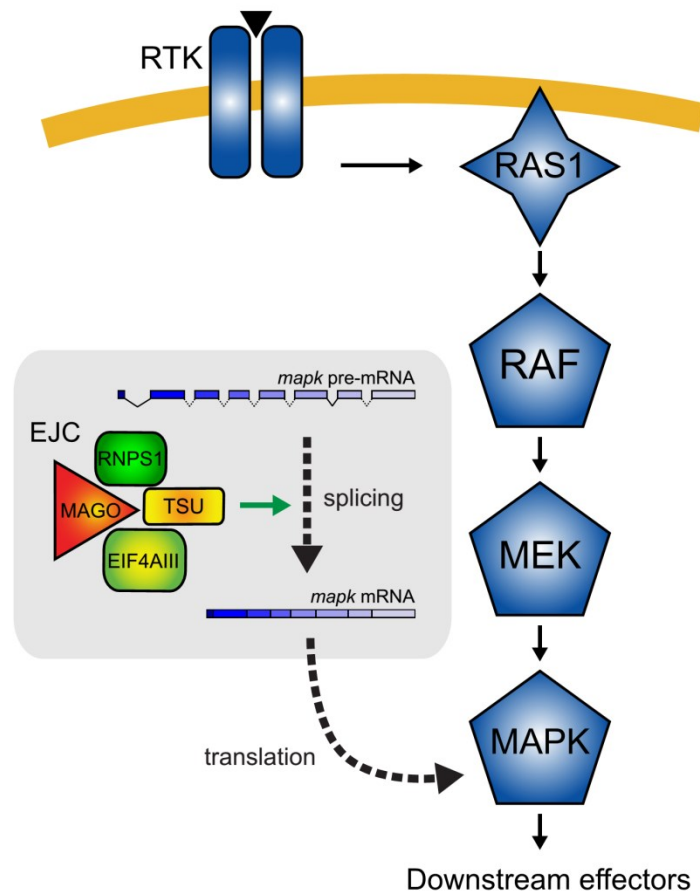 RTK
RAS1
RAF
mapk pre-mRNA
EJC
RNPS1
MAGO
TSU
EIF4AIII
splicing
MEK
mapk mRNA
MAPK
translation
Downstream effectors